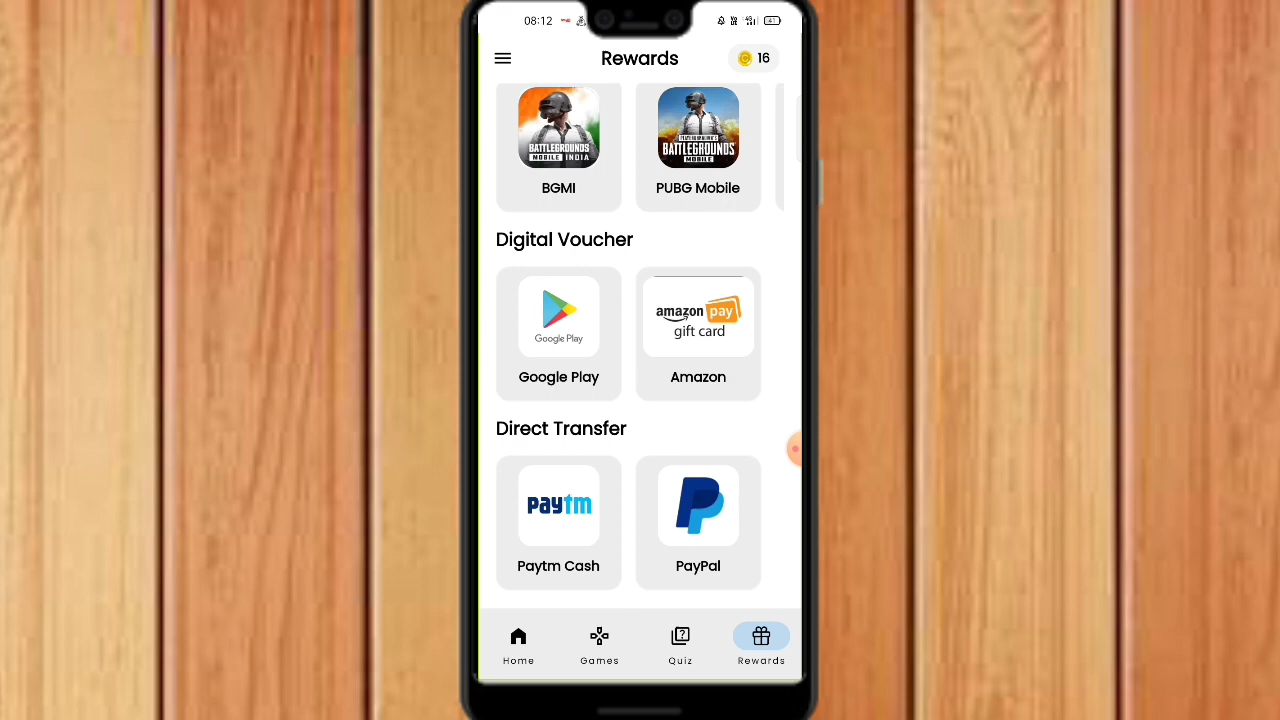 08:12
41
Rewards
16
BATTLEGROUNDS
MOBILE INDIA
BATTLEGROUNDS
MOBILE
BGMI
PUBG Mobile
Digital Voucher
Google Play
amazon pay
gift card
Google Play
Amazon
Direct Transfer
paytm
Paytm Cash
PayPal
Home
Games
?
Quiz
Rewards